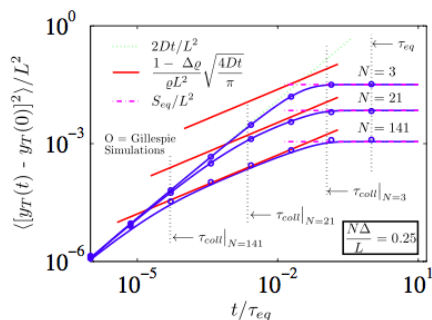 10^0
10^-3
10^-6
⟨[y_T(t) - y_T(0)]^2⟩/L^2
2Dt/L^2
(1 - Δϱ)/(ϱL^2) √(4Dt/π)
S_eq/L^2
O = Gillespie
Simulations
τ_eq
N = 3
N = 21
N = 141
τ_coll|_N=3
τ_coll|_N=21
τ_coll|_N=141
NΔ/L = 0.25
10^-5
10^-2
10^1
t/τ_eq